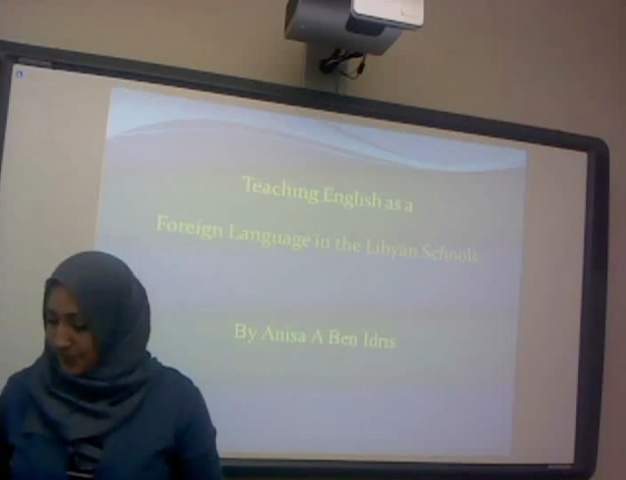 Teaching English as a
Foreign Language in the Libyan Schools
By Anisa A Ben Idris